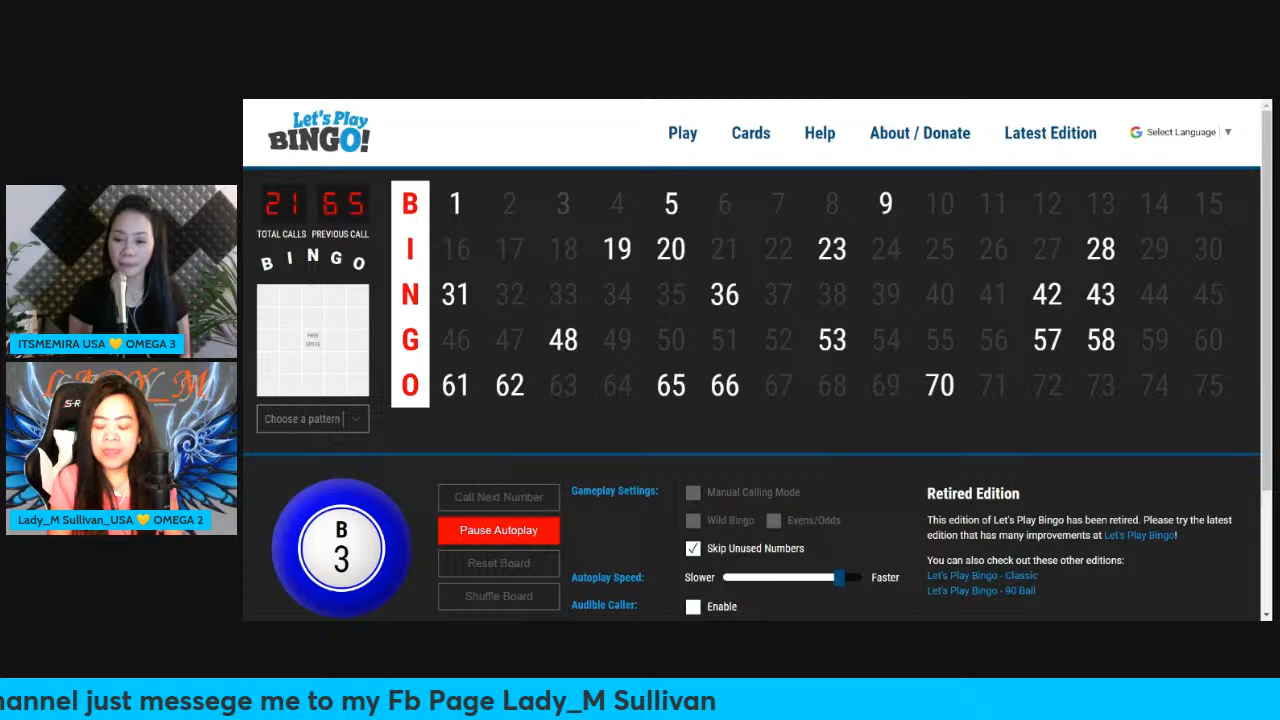 Let's Play
BINGO!
Play Cards Help About / Donate Latest Edition Select Language
21 65
TOTAL CALLS PREVIOUS CALL
B I N G O
FREE
SPACE
Choose a pattern
B 1 2 3 4 5 6 7 8 9 10 11 12 13 14 15
I 16 17 18 19 20 21 22 23 24 25 26 27 28 29 30
N 31 32 33 34 35 36 37 38 39 40 41 42 43 44 45
G 46 47 48 49 50 51 52 53 54 55 56 57 58 59 60
O 61 62 63 64 65 66 67 68 69 70 71 72 73 74 75
ITSMEMIRA USA 💛 OMEGA 3
LADY_M
Lady_M Sullivan_USA 💛 OMEGA 2
B
3
Call Next Number
Pause Autoplay
Reset Board
Shuffle Board
Gameplay Settings:
Manual Calling Mode
Wild Bingo Evens/Odds
Skip Unused Numbers
Autoplay Speed: Slower Faster
Audible Caller: Enable
Retired Edition
This edition of Let's Play Bingo has been retired. Please try the latest
edition that has many improvements at Let's Play Bingo!
You can also check out these other editions:
Let's Play Bingo - Classic
Let's Play Bingo - 90 Ball
hannel just messege me to my Fb Page Lady_M Sullivan